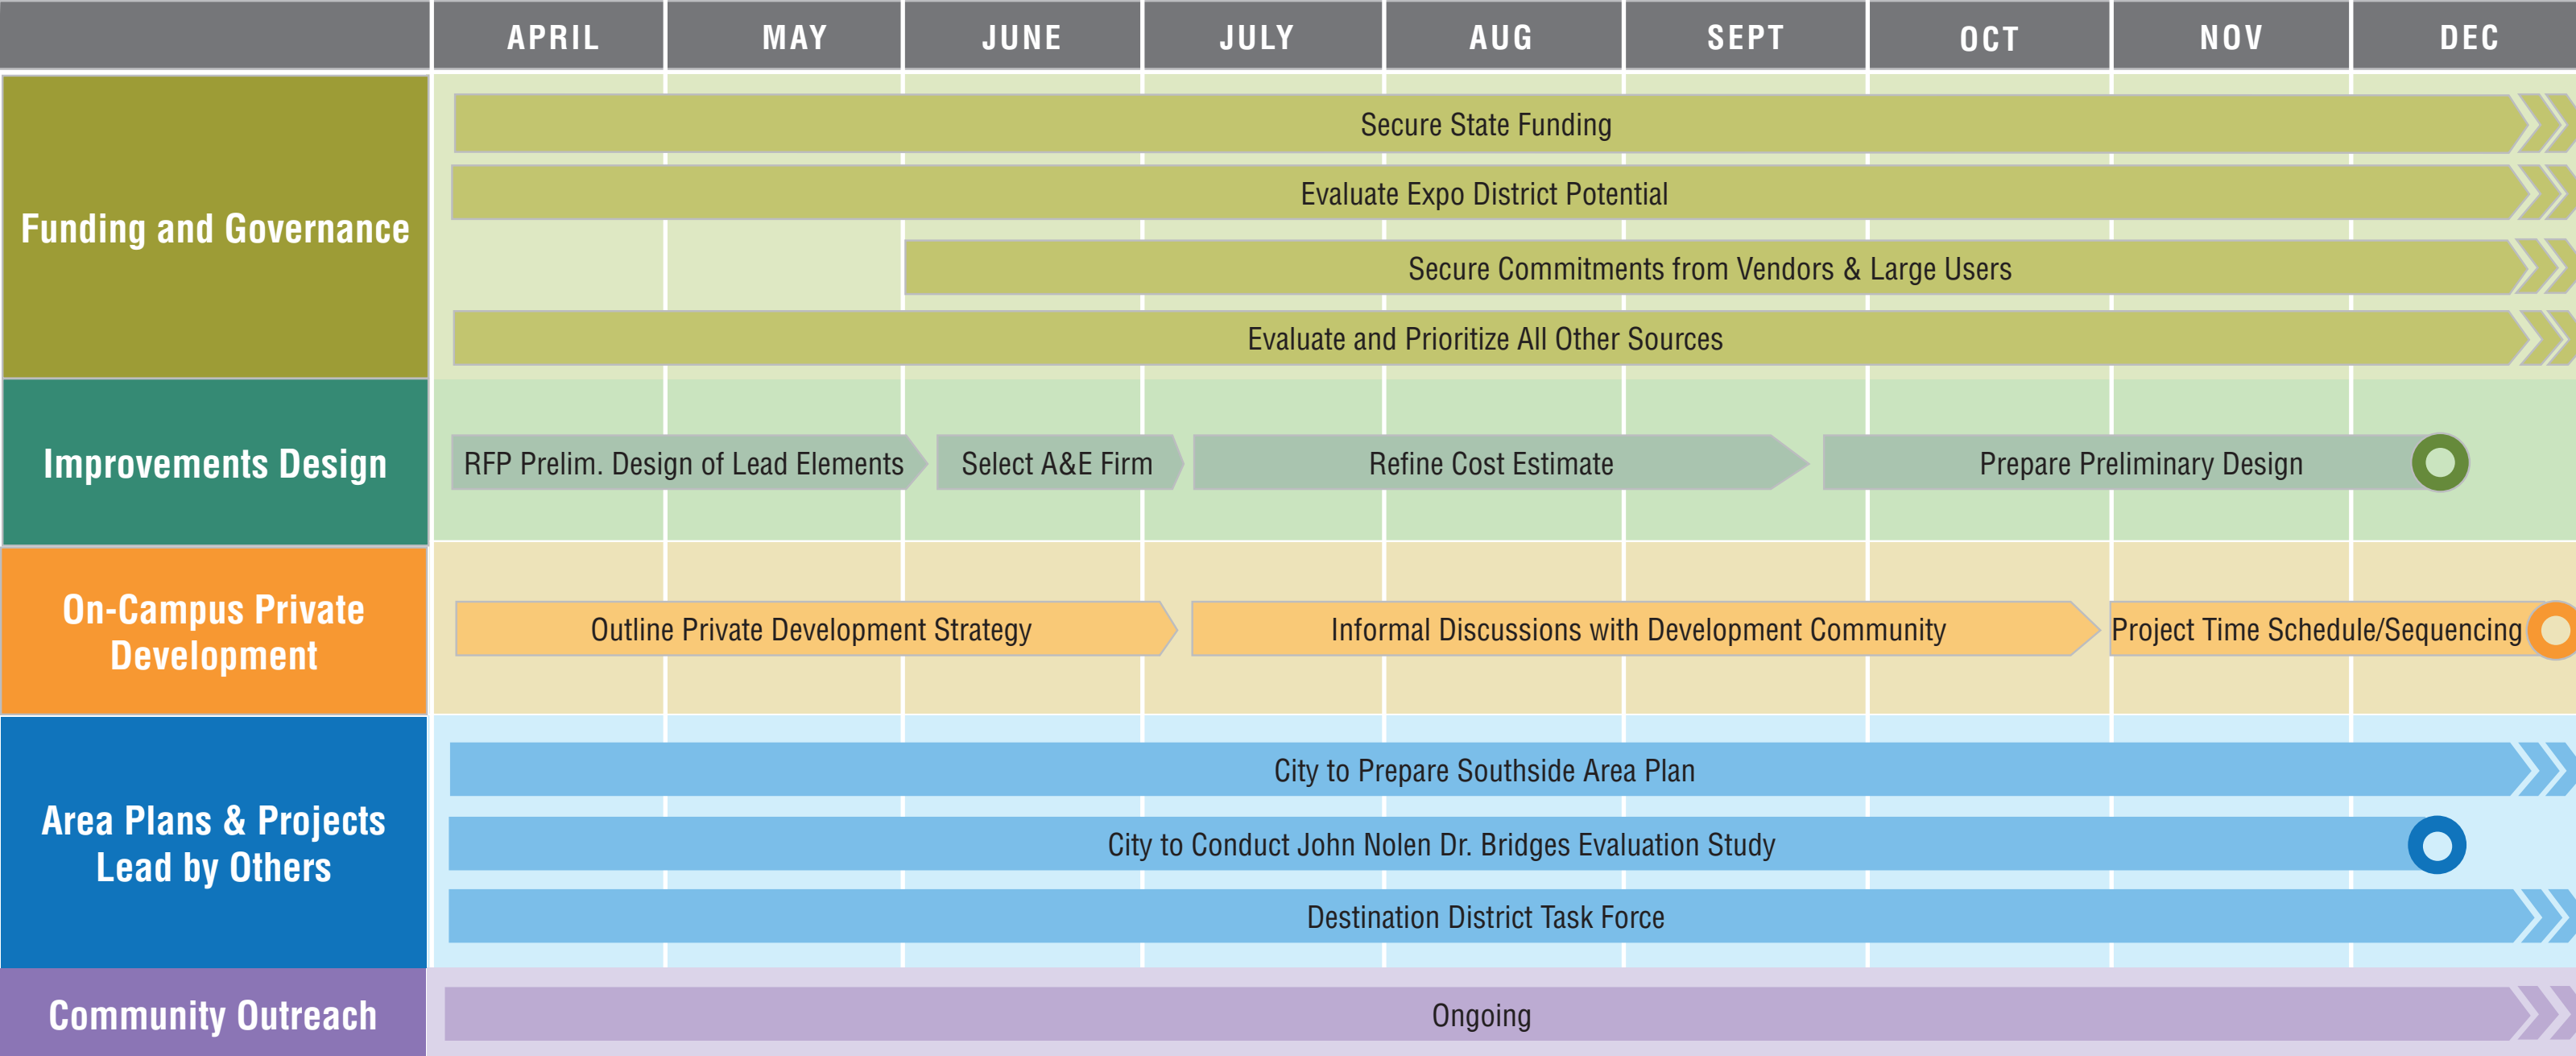 APRIL MAY JUNE JULY AUG SEPT OCT NOV DEC
Funding and Governance
Secure State Funding
Evaluate Expo District Potential
Secure Commitments from Vendors & Large Users
Evaluate and Prioritize All Other Sources
Improvements Design
RFP Prelim. Design of Lead Elements
Select A&E Firm
Refine Cost Estimate
Prepare Preliminary Design
On-Campus Private
Development
Outline Private Development Strategy
Informal Discussions with Development Community
Project Time Schedule/Sequencing
Area Plans & Projects
Lead by Others
City to Prepare Southside Area Plan
City to Conduct John Nolen Dr. Bridges Evaluation Study
Destination District Task Force
Community Outreach
Ongoing